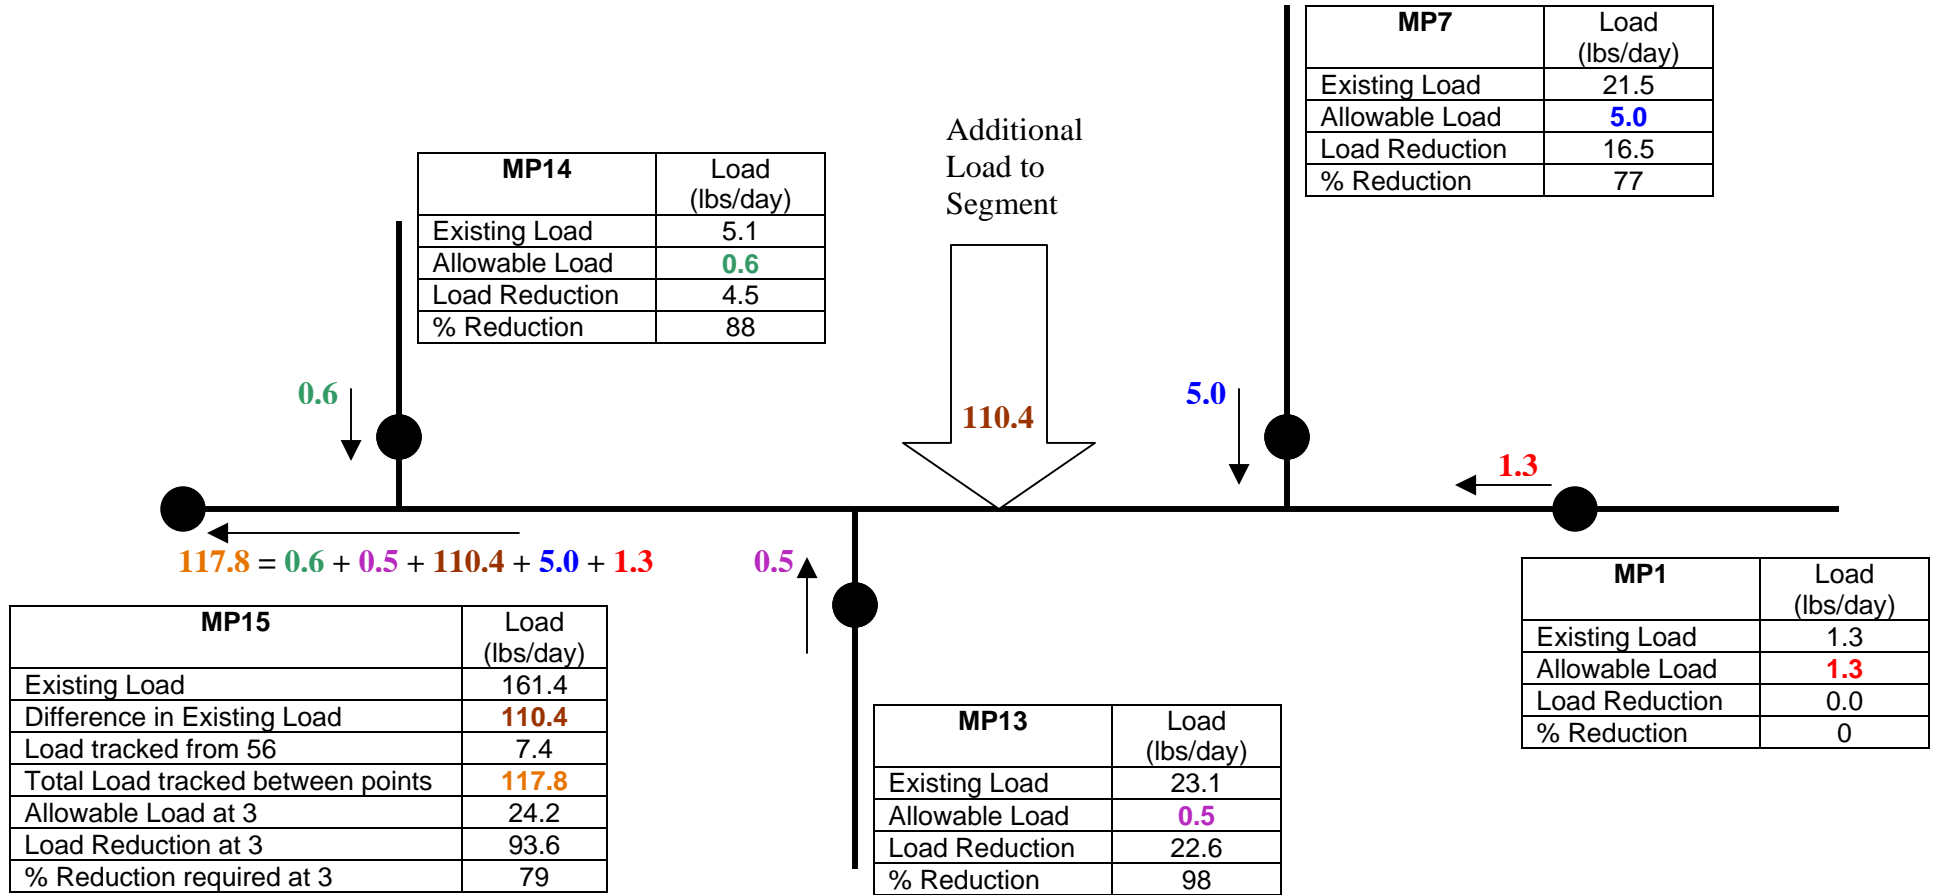 MP7 Load
(lbs/day)
Existing Load 21.5
Allowable Load 5.0
Load Reduction 16.5
% Reduction 77
Additional
Load to
Segment
110.4
MP14 Load
(lbs/day)
Existing Load 5.1
Allowable Load 0.6
Load Reduction 4.5
% Reduction 88
0.6
5.0
1.3
117.8 = 0.6 + 0.5 + 110.4 + 5.0 + 1.3
0.5
MP15 Load
(lbs/day)
Existing Load 161.4
Difference in Existing Load 110.4
Load tracked from 56 7.4
Total Load tracked between points 117.8
Allowable Load at 3 24.2
Load Reduction at 3 93.6
% Reduction required at 3 79
MP13 Load
(lbs/day)
Existing Load 23.1
Allowable Load 0.5
Load Reduction 22.6
% Reduction 98
MP1 Load
(lbs/day)
Existing Load 1.3
Allowable Load 1.3
Load Reduction 0.0
% Reduction 0